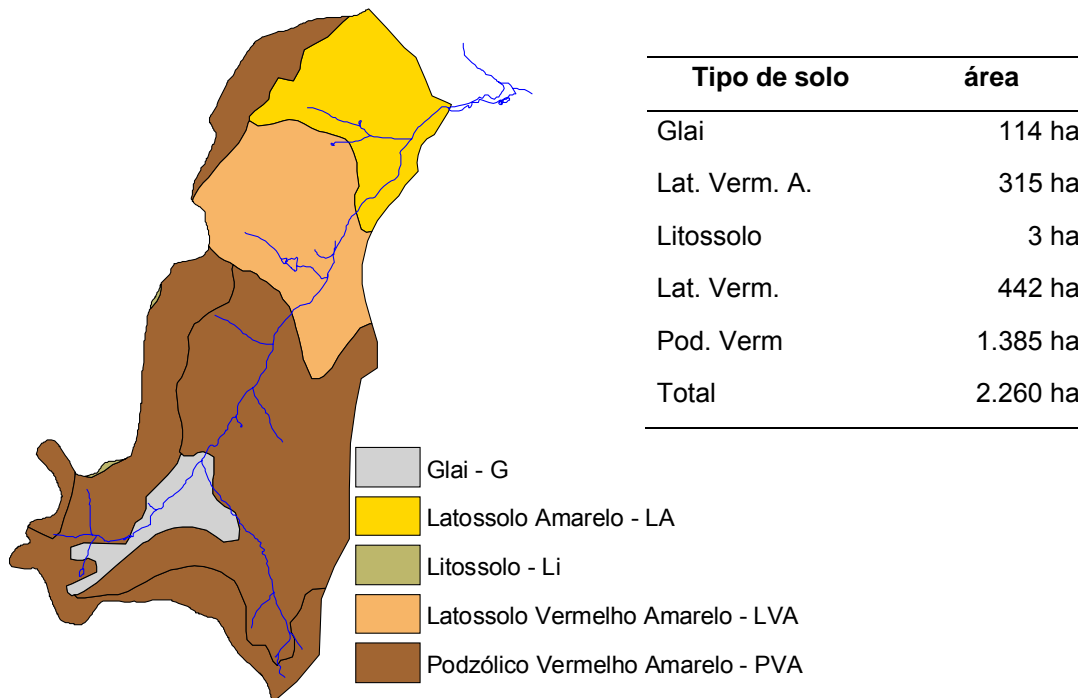 Tipo de solo área
Glai 114 ha
Lat. Verm. A. 315 ha
Litossolo 3 ha
Lat. Verm. 442 ha
Pod. Verm 1.385 ha
Total 2.260 ha
Glai - G
Latossolo Amarelo - LA
Litossolo - Li
Latossolo Vermelho Amarelo - LVA
Podzólico Vermelho Amarelo - PVA